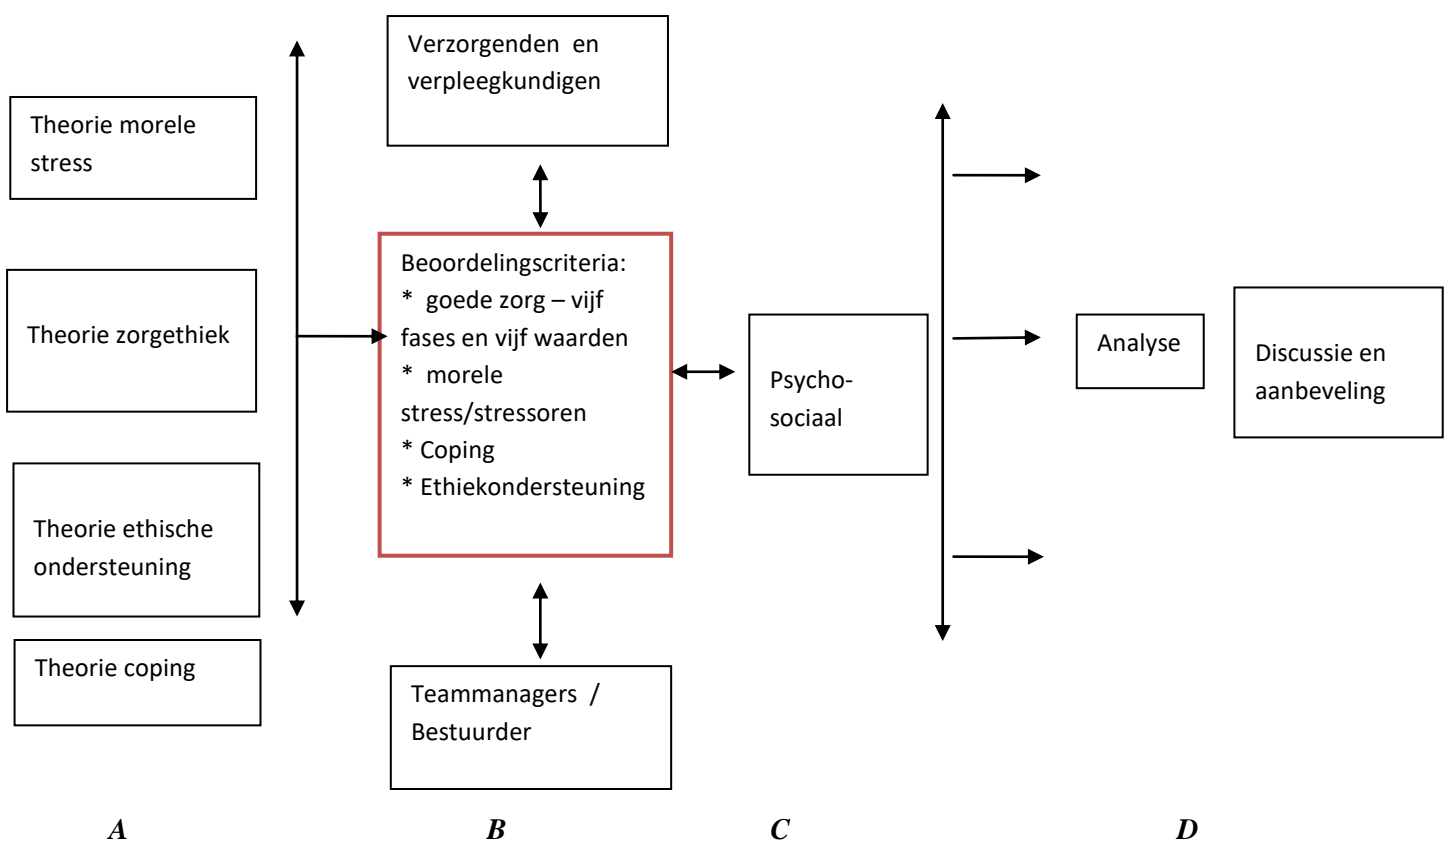 Theorie morele
stress
Theorie zorgethiek
Theorie ethische
ondersteuning
Theorie coping
Verzorgenden en
verpleegkundigen
Beoordelingscriteria:
* goede zorg – vijf
fases en vijf waarden
* morele
stress/stressoren
* Coping
* Ethiekondersteuning
Teammanagers /
Bestuurder
Psycho-
sociaal
Analyse
Discussie en
aanbeveling
A
B
C
D